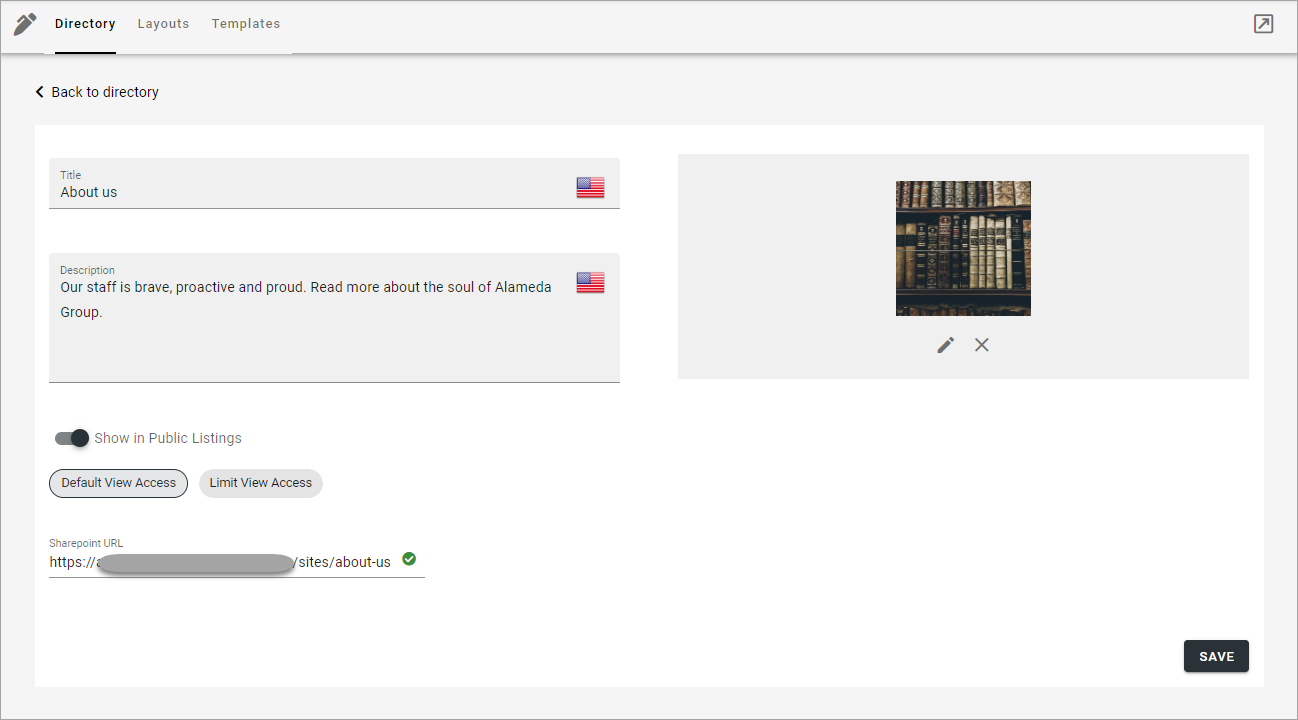 Directory Layouts Templates
Back to directory
Title
About us
Description
Our staff is brave, proactive and proud. Read more about the soul of Alameda
Group.
Show in Public Listings
Default View Access Limit View Access
Sharepoint URL
https:// /sites/about-us
SAVE